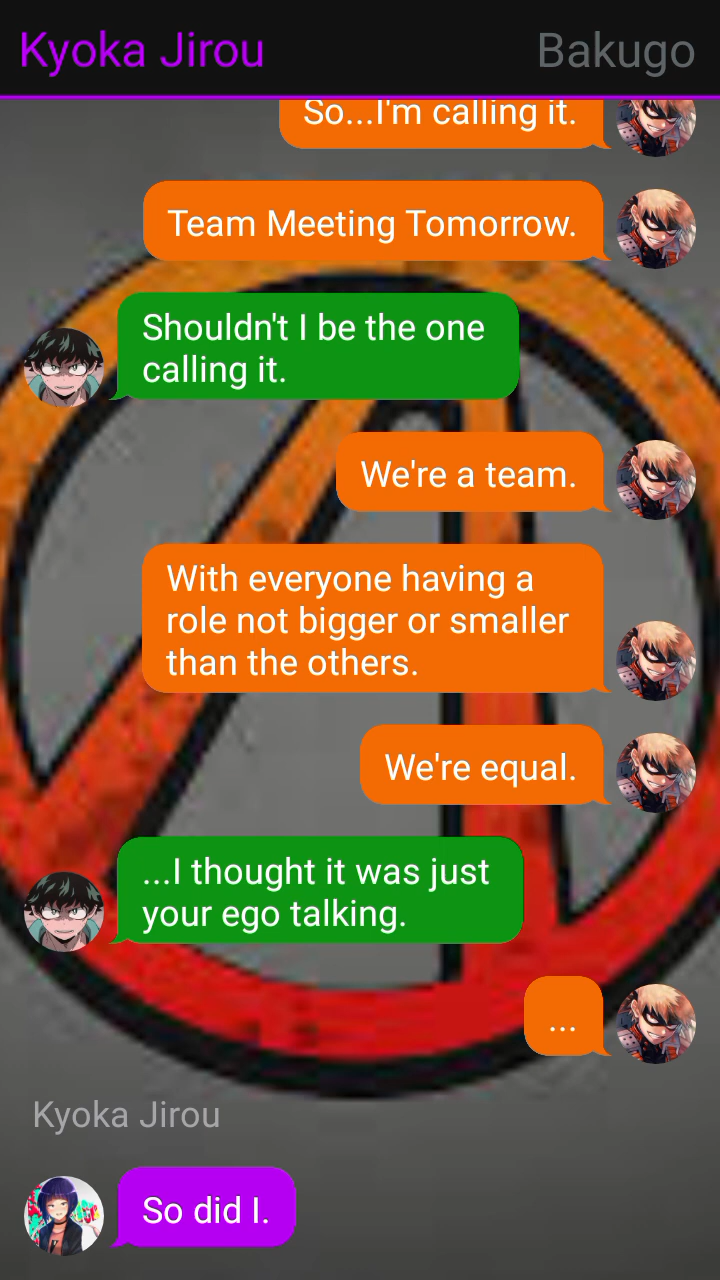 Kyoka Jirou
Bakugo
So...I'm calling it.
Team Meeting Tomorrow.
Shouldn't I be the one
calling it.
We're a team.
With everyone having a
role not bigger or smaller
than the others.
We're equal.
...I thought it was just
your ego talking.
...
Kyoka Jirou
So did I.